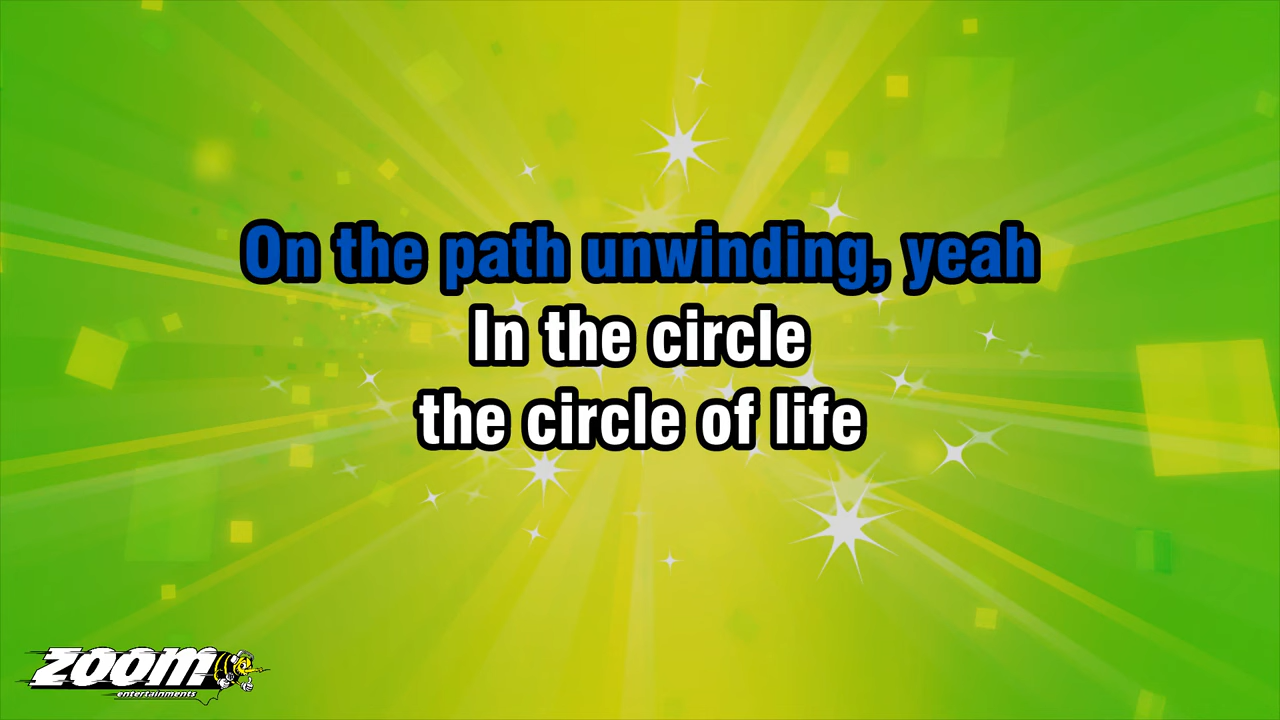 On the path unwinding, yeah
In the circle
the circle of life
zoom
entertainments